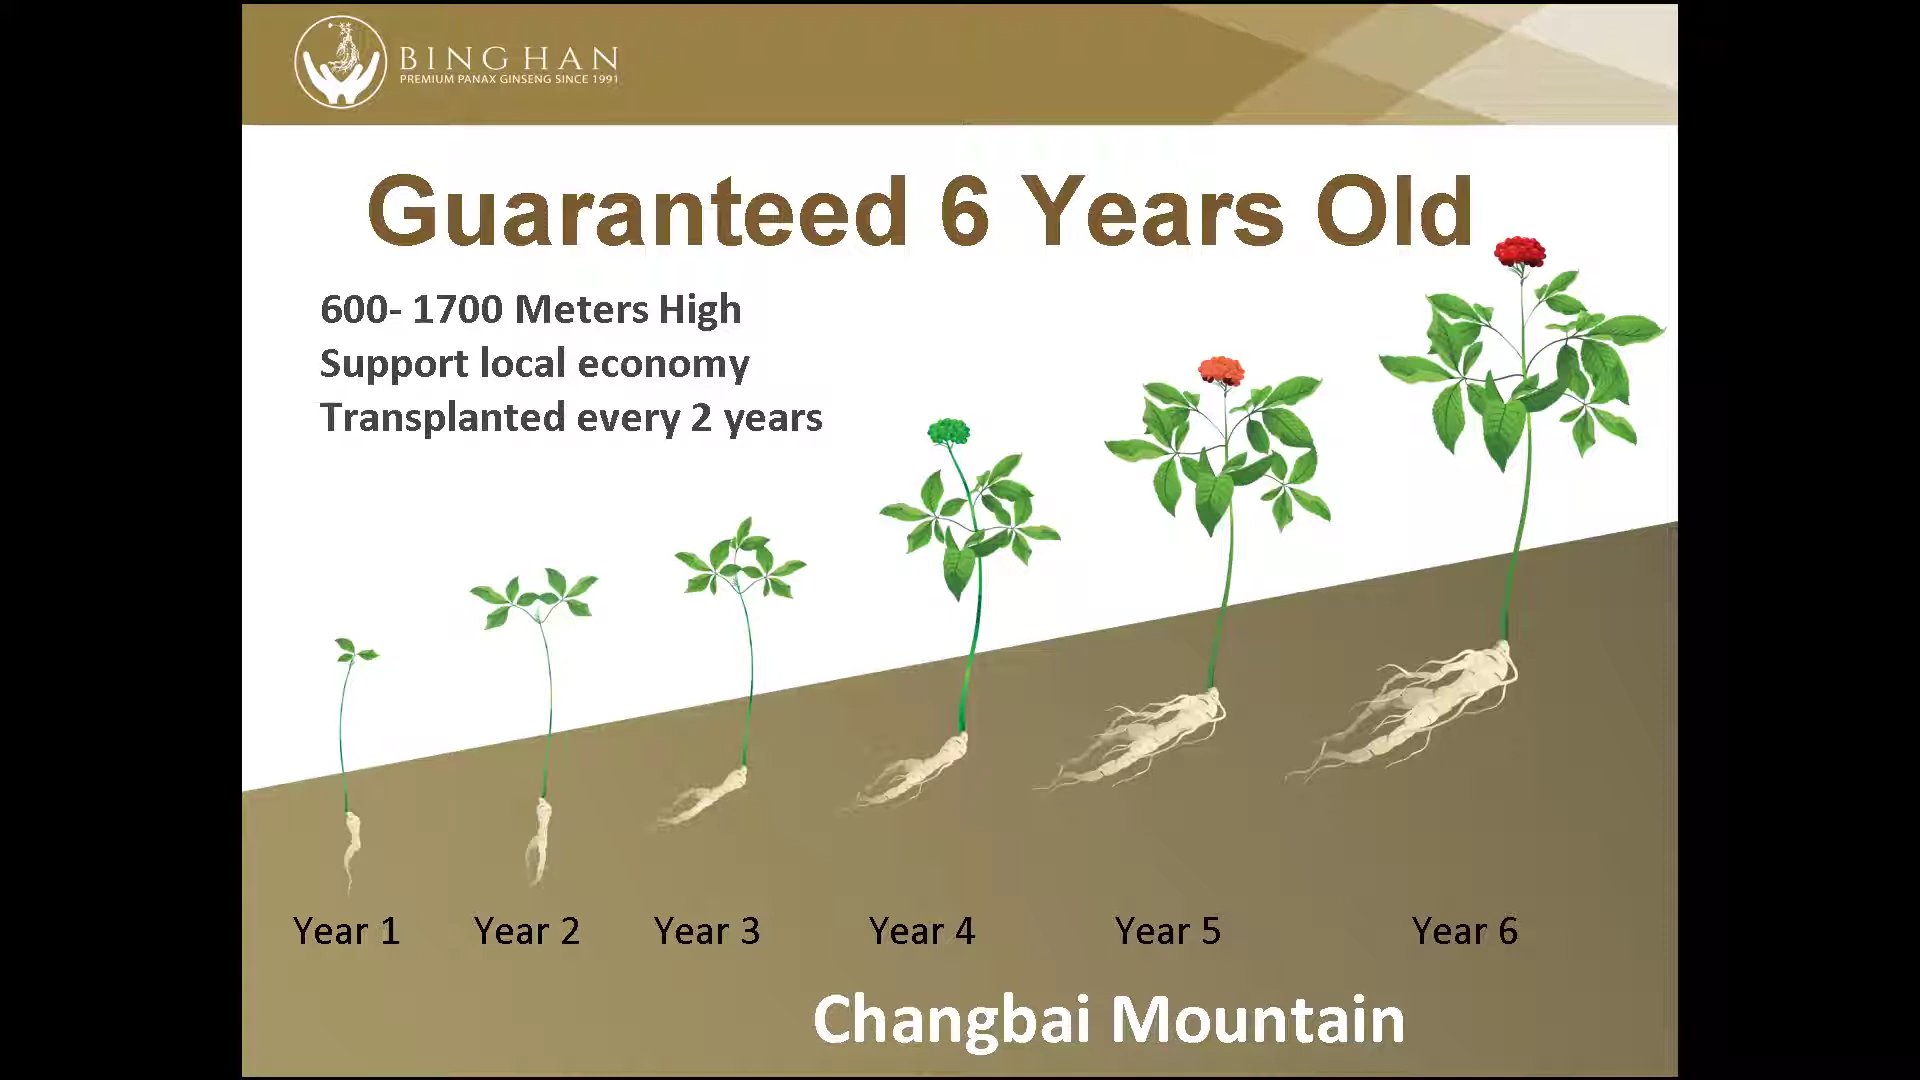 BINGHAN
PREMIUM PANAX GINSENG SINCE 1991
Guaranteed 6 Years Old
600- 1700 Meters High
Support local economy
Transplanted every 2 years
Year 1
Year 2
Year 3
Year 4
Year 5
Year 6
Changbai Mountain